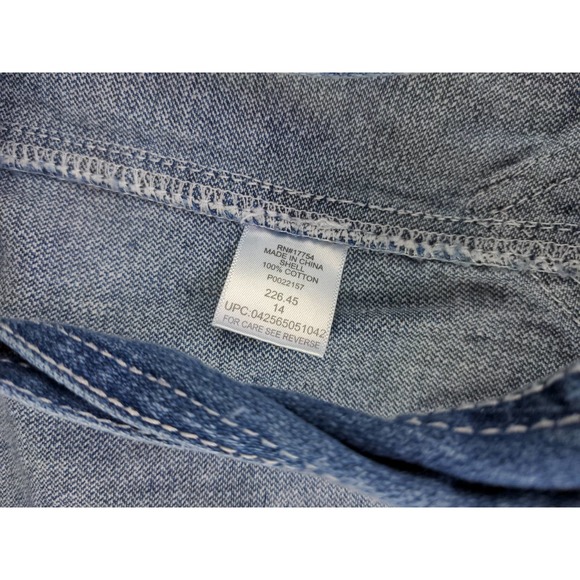 RN#17754
MADE IN CHINA
SHELL
100% COTTON
P0022157
226.45
14
UPC:042565051042
FOR CARE SEE REVERSE